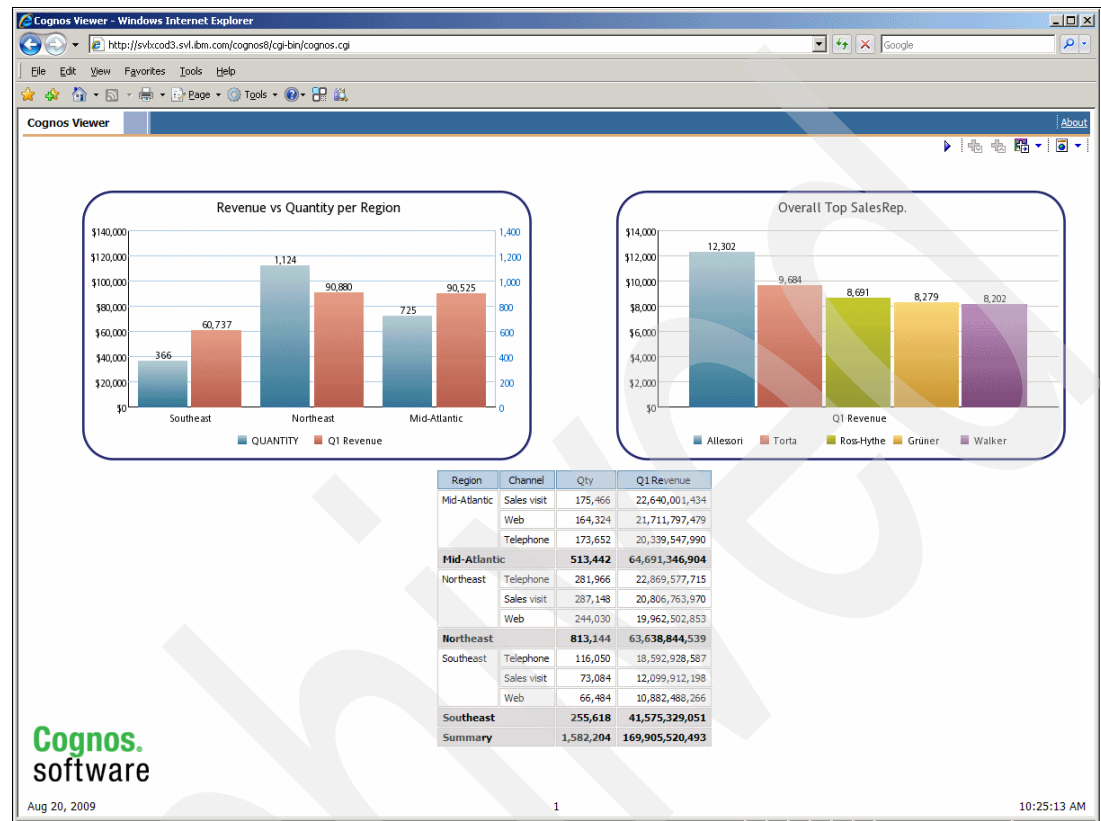 Cognos Viewer - Windows Internet Explorer
http://svlxcod3.svl.ibm.com/cognos8/cgi-bin/cognos.cgi
Google
File Edit View Favorites Tools Help
Page Tools
Cognos Viewer
About
Revenue vs Quantity per Region
$140,000 1,400
$120,000 1,200
$100,000 1,000
$80,000 800
$60,000 600
$40,000 400
$20,000 200
$0 0
366 60,737 1,124 90,880 725 90,525
Southeast Northeast Mid-Atlantic
QUANTITY Q1 Revenue
Overall Top SalesRep.
$14,000
$12,000
$10,000
$8,000
$6,000
$4,000
$2,000
$0
12,302 9,684 8,691 8,279 8,202
Q1 Revenue
Allessori Torta Ross-Hythe Grüner Walker
Region Channel Qty Q1 Revenue
Mid-Atlantic Sales visit 175,466 22,640,001,434
Web 164,324 21,711,797,479
Telephone 173,652 20,339,547,990
Mid-Atlantic 513,442 64,691,346,904
Northeast Telephone 281,966 22,869,577,715
Sales visit 287,148 20,806,763,970
Web 244,030 19,962,502,853
Northeast 813,144 63,638,844,539
Southeast Telephone 116,050 18,592,928,587
Sales visit 73,084 12,099,912,198
Web 66,484 10,882,488,266
Southeast 255,618 41,575,329,051
Summary 1,582,204 169,905,520,493
Cognos.
software
Aug 20, 2009 1 10:25:13 AM